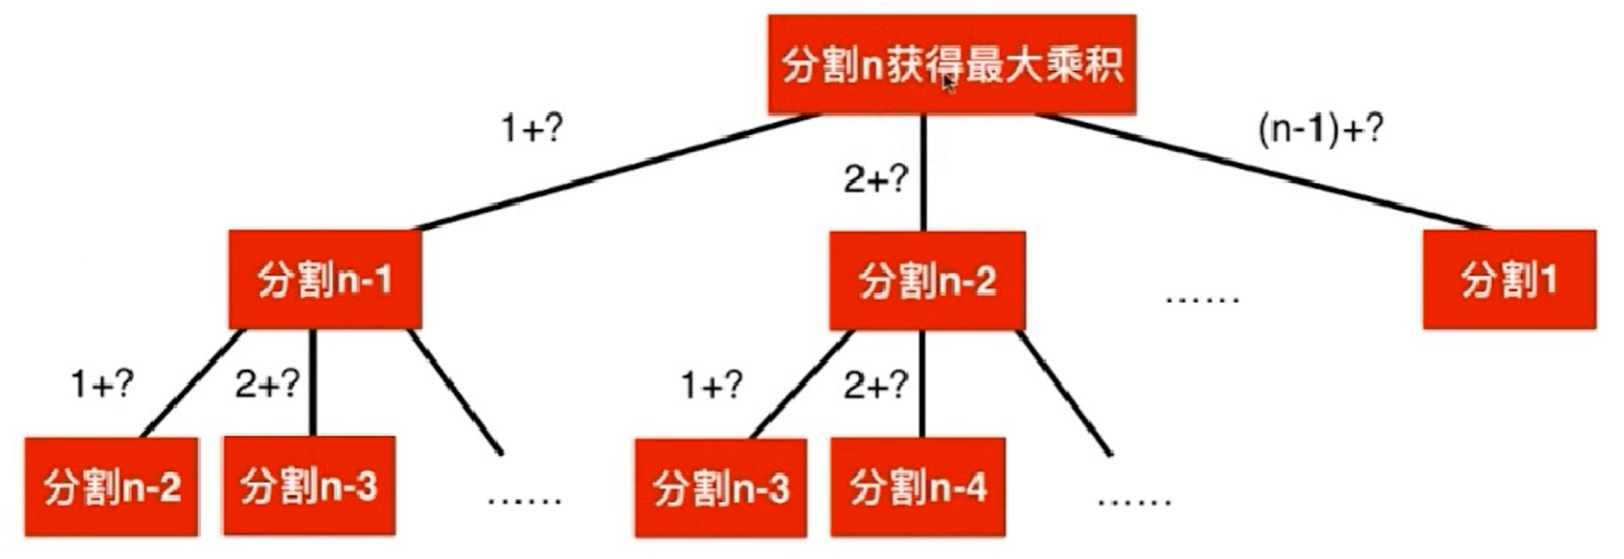 分割n获得最大乘积
1+?
2+?
(n-1)+?
分割n-1
分割n-2
......
分割1
1+?
2+?
1+?
2+?
分割n-2
分割n-3
......
分割n-3
分割n-4
......